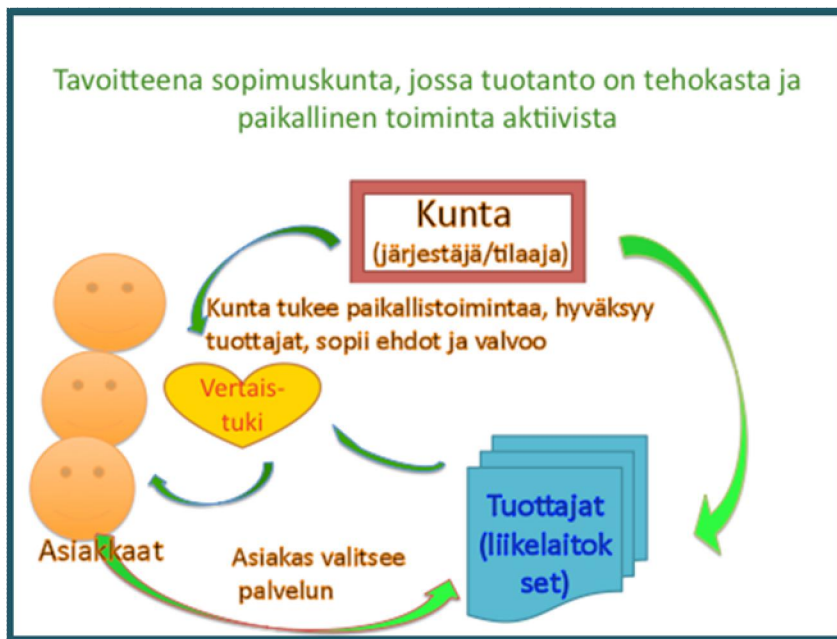 Tavoitteena sopimuskunta, jossa tuotanto on tehokasta ja
paikallinen toiminta aktiivista
Kunta
(järjestäjä/tilaaja)
Kunta tukee paikallistoimintaa, hyväksyy
tuottajat, sopii ehdot ja valvoo
Vertais-
tuki
Tuottajat
(liikelaitok
set)
Asiakkaat
Asiakas valitsee
palvelun